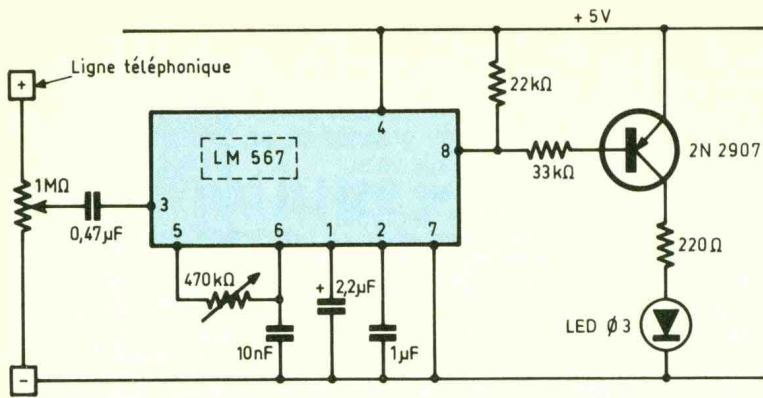 + 5V
Ligne téléphonique
+
22kΩ
4
LM 567
8
2N 2907
33kΩ
1MΩ
3
0,47µF
5
6
1
2
7
220Ω
470kΩ
+
2,2µF
LED Ø 3
10nF
1µF
−